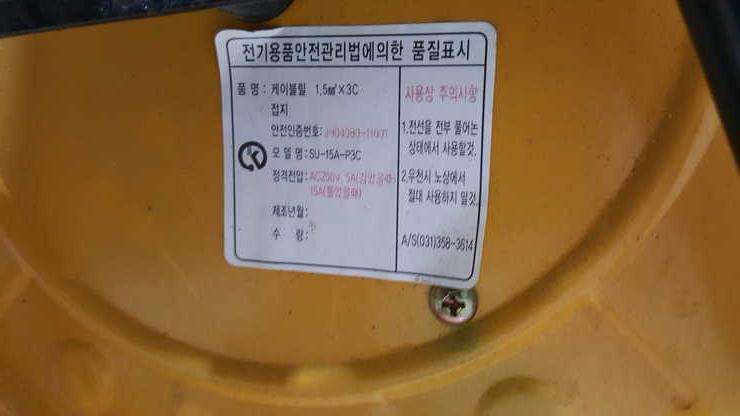 전기용품안전관리법에의한 품질표시
품 명: 케이블릴 1.5㎟×3C
접지
안전인증번호:
모 델 명: SU-15A-P3C
정격전압: AC250V, 5A(감았을때)
15A(풀었을때)
제조년월:
수 량:
사용상 주의사항
1.전선을 전부 풀어논
상태에서 사용할것.
2.우천시 노상에서
절대 사용하지 말것.
A/S(031)358-3614